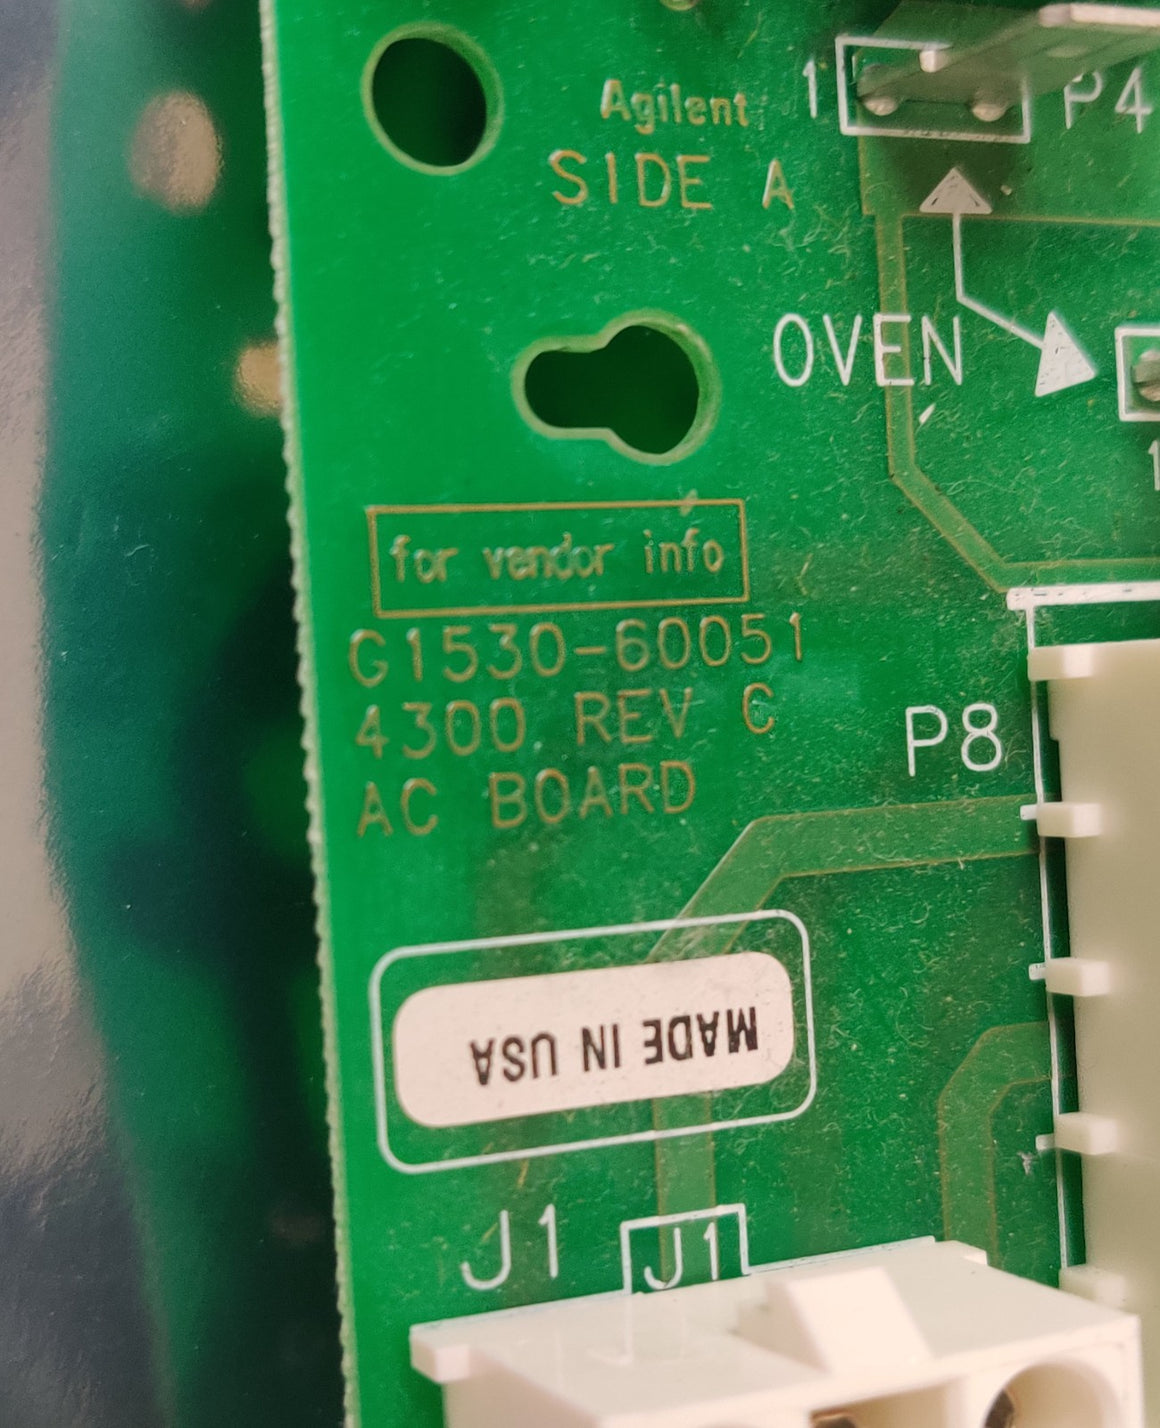 Agilent
SIDE A
1
P4
OVEN
1
for vendor info
G1530-60051
4300 REV C
AC BOARD
P8
MADE IN USA
J1
J1